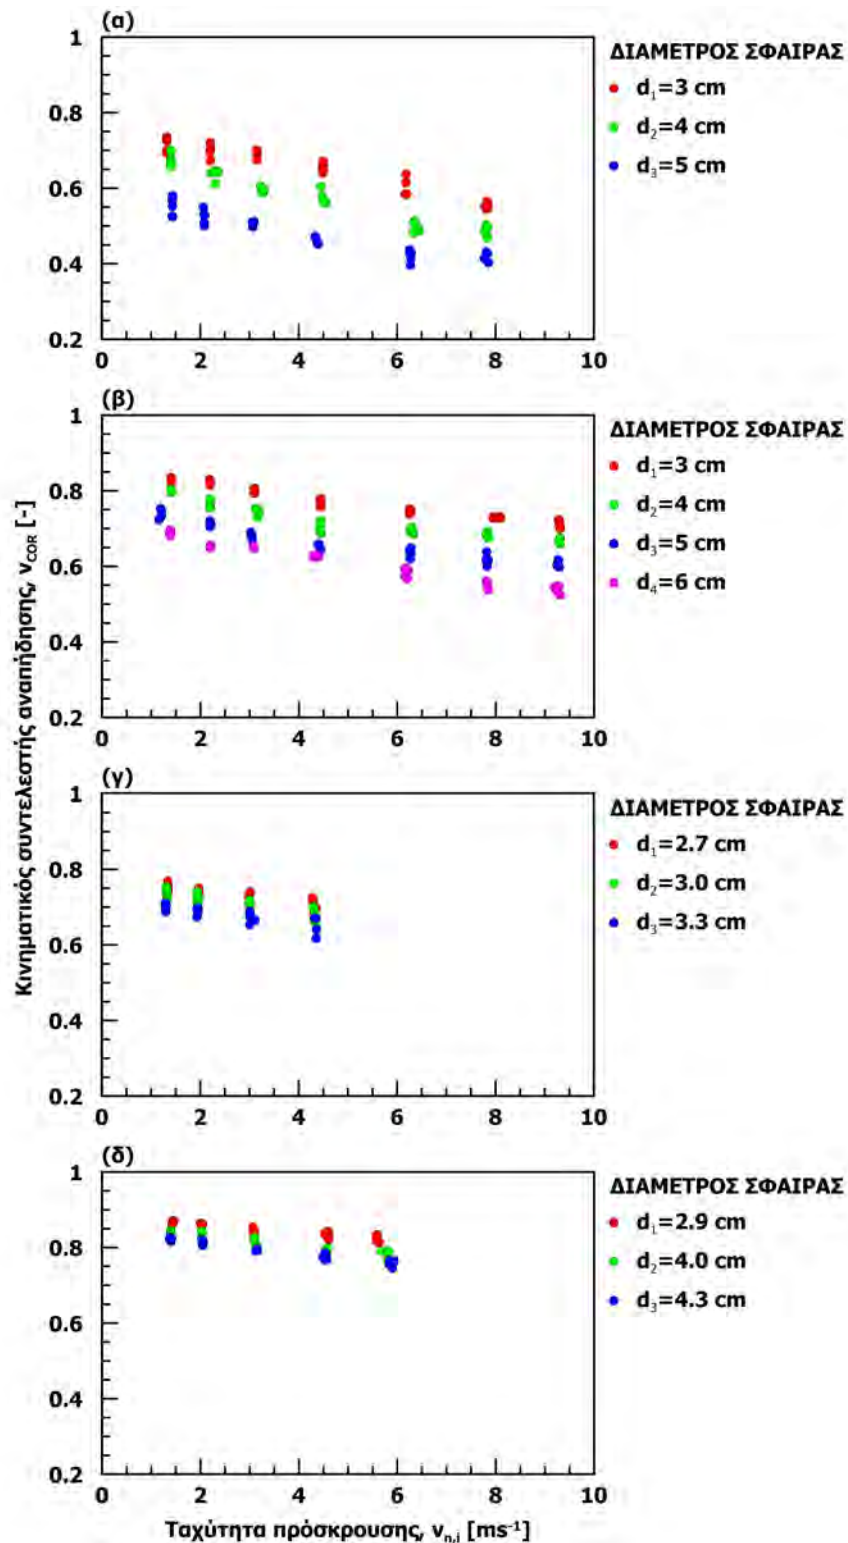 (α)
1
0.8
0.6
0.4
0.2
0 2 4 6 8 10
ΔΙΑΜΕΤΡΟΣ ΣΦΑΙΡΑΣ
d₁=3 cm
d₂=4 cm
d₃=5 cm
(β)
1
0.8
0.6
0.4
0.2
0 2 4 6 8 10
ΔΙΑΜΕΤΡΟΣ ΣΦΑΙΡΑΣ
d₁=3 cm
d₂=4 cm
d₃=5 cm
d₄=6 cm
Κινηματικός συντελεστής αναπήδησης, v_COR [-]
(γ)
1
0.8
0.6
0.4
0.2
0 2 4 6 8 10
ΔΙΑΜΕΤΡΟΣ ΣΦΑΙΡΑΣ
d₁=2.7 cm
d₂=3.0 cm
d₃=3.3 cm
(δ)
1
0.8
0.6
0.4
0.2
0 2 4 6 8 10
ΔΙΑΜΕΤΡΟΣ ΣΦΑΙΡΑΣ
d₁=2.9 cm
d₂=4.0 cm
d₃=4.3 cm
Ταχύτητα πρόσκρουσης, v_n,i [ms⁻¹]